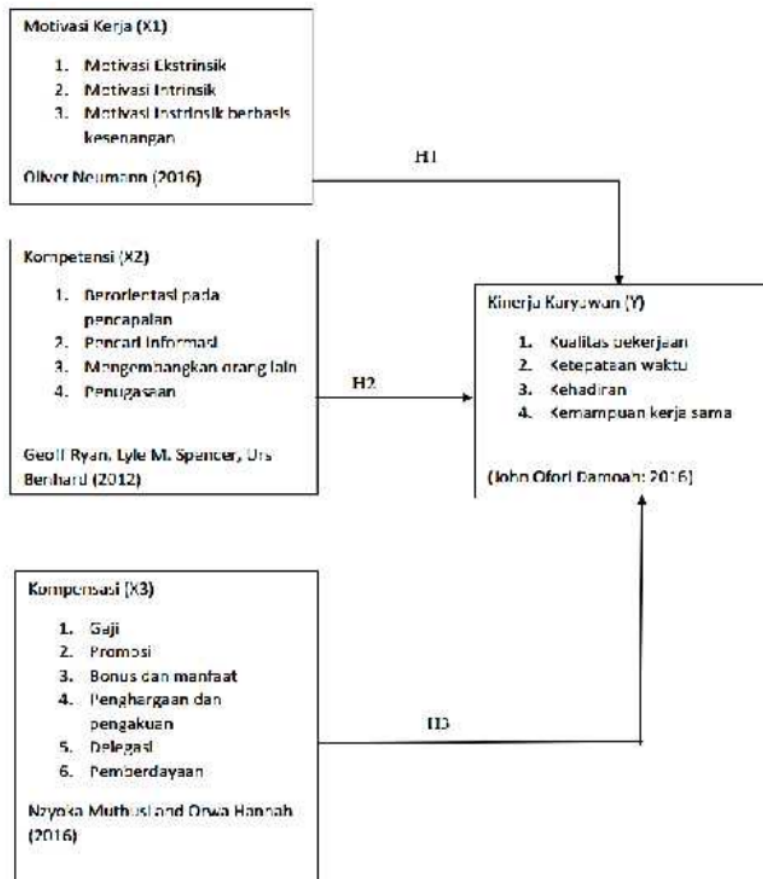 Motivasi Kerja (X1)
1. Motivasi Ekstrinsik
2. Motivasi Intrinsik
3. Motivasi Instrinsik berbasis
kesenangan
Oliver Neumann (2016)
H1
Kompetensi (X2)
1. Berorientasi pada
pencapaian
2. Pencari Informasi
3. Mengembangkan orang lain
4. Penugasaan
Geoff Ryan, Lyle M. Spencer, Urs
Benhard (2012)
H2
Kinerja Karyawan (Y)
1. Kualitas pekerjaan
2. Ketepataan waktu
3. Kehadiran
4. Kemampuan kerja sama
(John Ofori Damoah: 2016)
Kompensasi (X3)
1. Gaji
2. Promosi
3. Bonus dan manfaat
4. Penghargaan dan
pengakuan
5. Delegasi
6. Pemberdayaan
Nzyoka Muthusi and Orwa Hannah
(2016)
H3